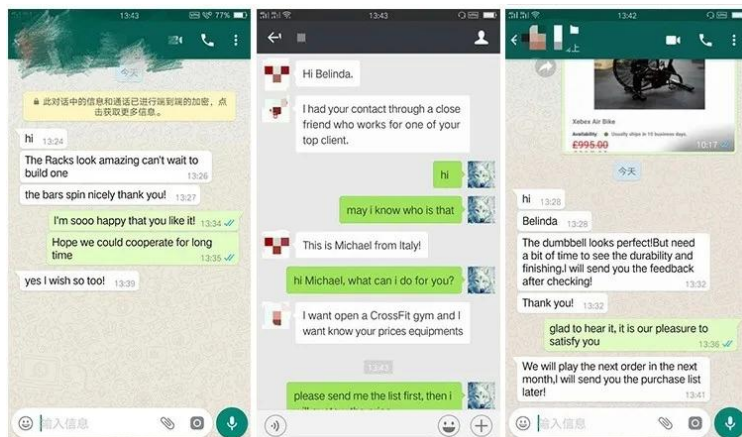 13:43
77%
今天
此对话中的信息和通话已进行端到端的加密，点
击获取更多信息。
hi 13:24
The Racks look amazing can't wait to
build one 13:26
the bars spin nicely thank you! 13:27
I'm sooo happy that you like it! 13:34
Hope we could cooperate for long
time 13:35
yes I wish so too! 13:39
输入信息
13:43
Hi Belinda.
I had your contact through a close
friend who works for one of your
top client.
hi
may i know who is that
This is Michael from Italy!
hi Michael, what can i do for you?
I want open a CrossFit gym and I
want know your prices equipments
13:43
please send me the list first, then i
13:42
上
Xebex Air Bike
Availability Usually ships in 10 business days.
£995.00 10:17
今天
hi 13:28
Belinda 13:28
The dumbbell looks perfect!But need
a bit of time to see the durability and
finishing.I will send you the feedback
after checking! 13:32
Thank you! 13:32
glad to hear it, it is our pleasure to
satisfy you 13:36
We will play the next order in the next
month,I will send you the purchase list
later! 13:41
输入信息